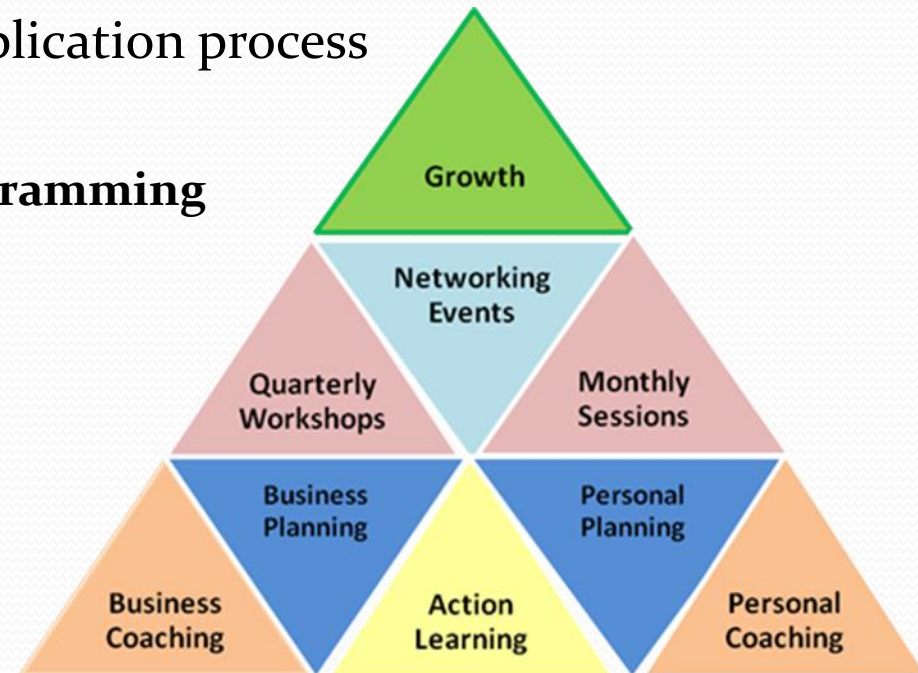 plication process
ramming
Growth
Networking
Events
Quarterly
Workshops
Monthly
Sessions
Business
Planning
Personal
Planning
Business
Coaching
Action
Learning
Personal
Coaching